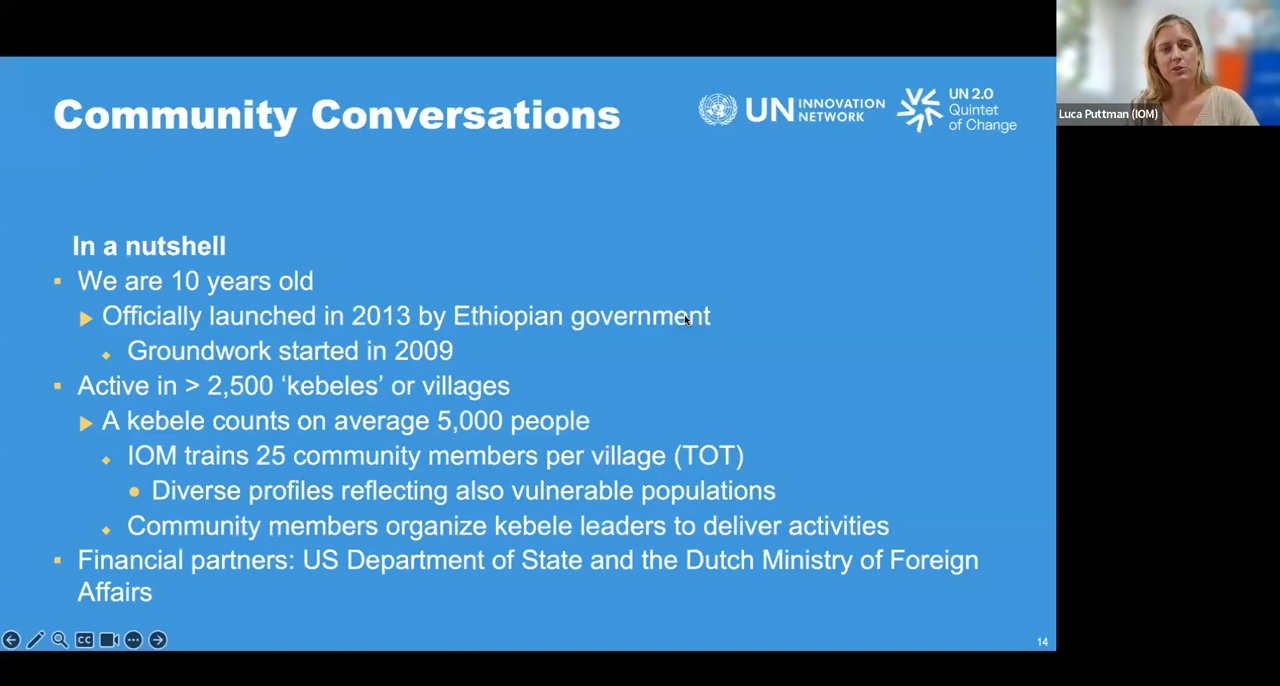 Community Conversations
UN INNOVATION
NETWORK
UN 2.0
Quintet
of Change
Luca Puttman (IOM)
In a nutshell
We are 10 years old
Officially launched in 2013 by Ethiopian government
Groundwork started in 2009
Active in > 2,500 ‘kebeles’ or villages
A kebele counts on average 5,000 people
IOM trains 25 community members per village (TOT)
Diverse profiles reflecting also vulnerable populations
Community members organize kebele leaders to deliver activities
Financial partners: US Department of State and the Dutch Ministry of Foreign
Affairs
CC
14